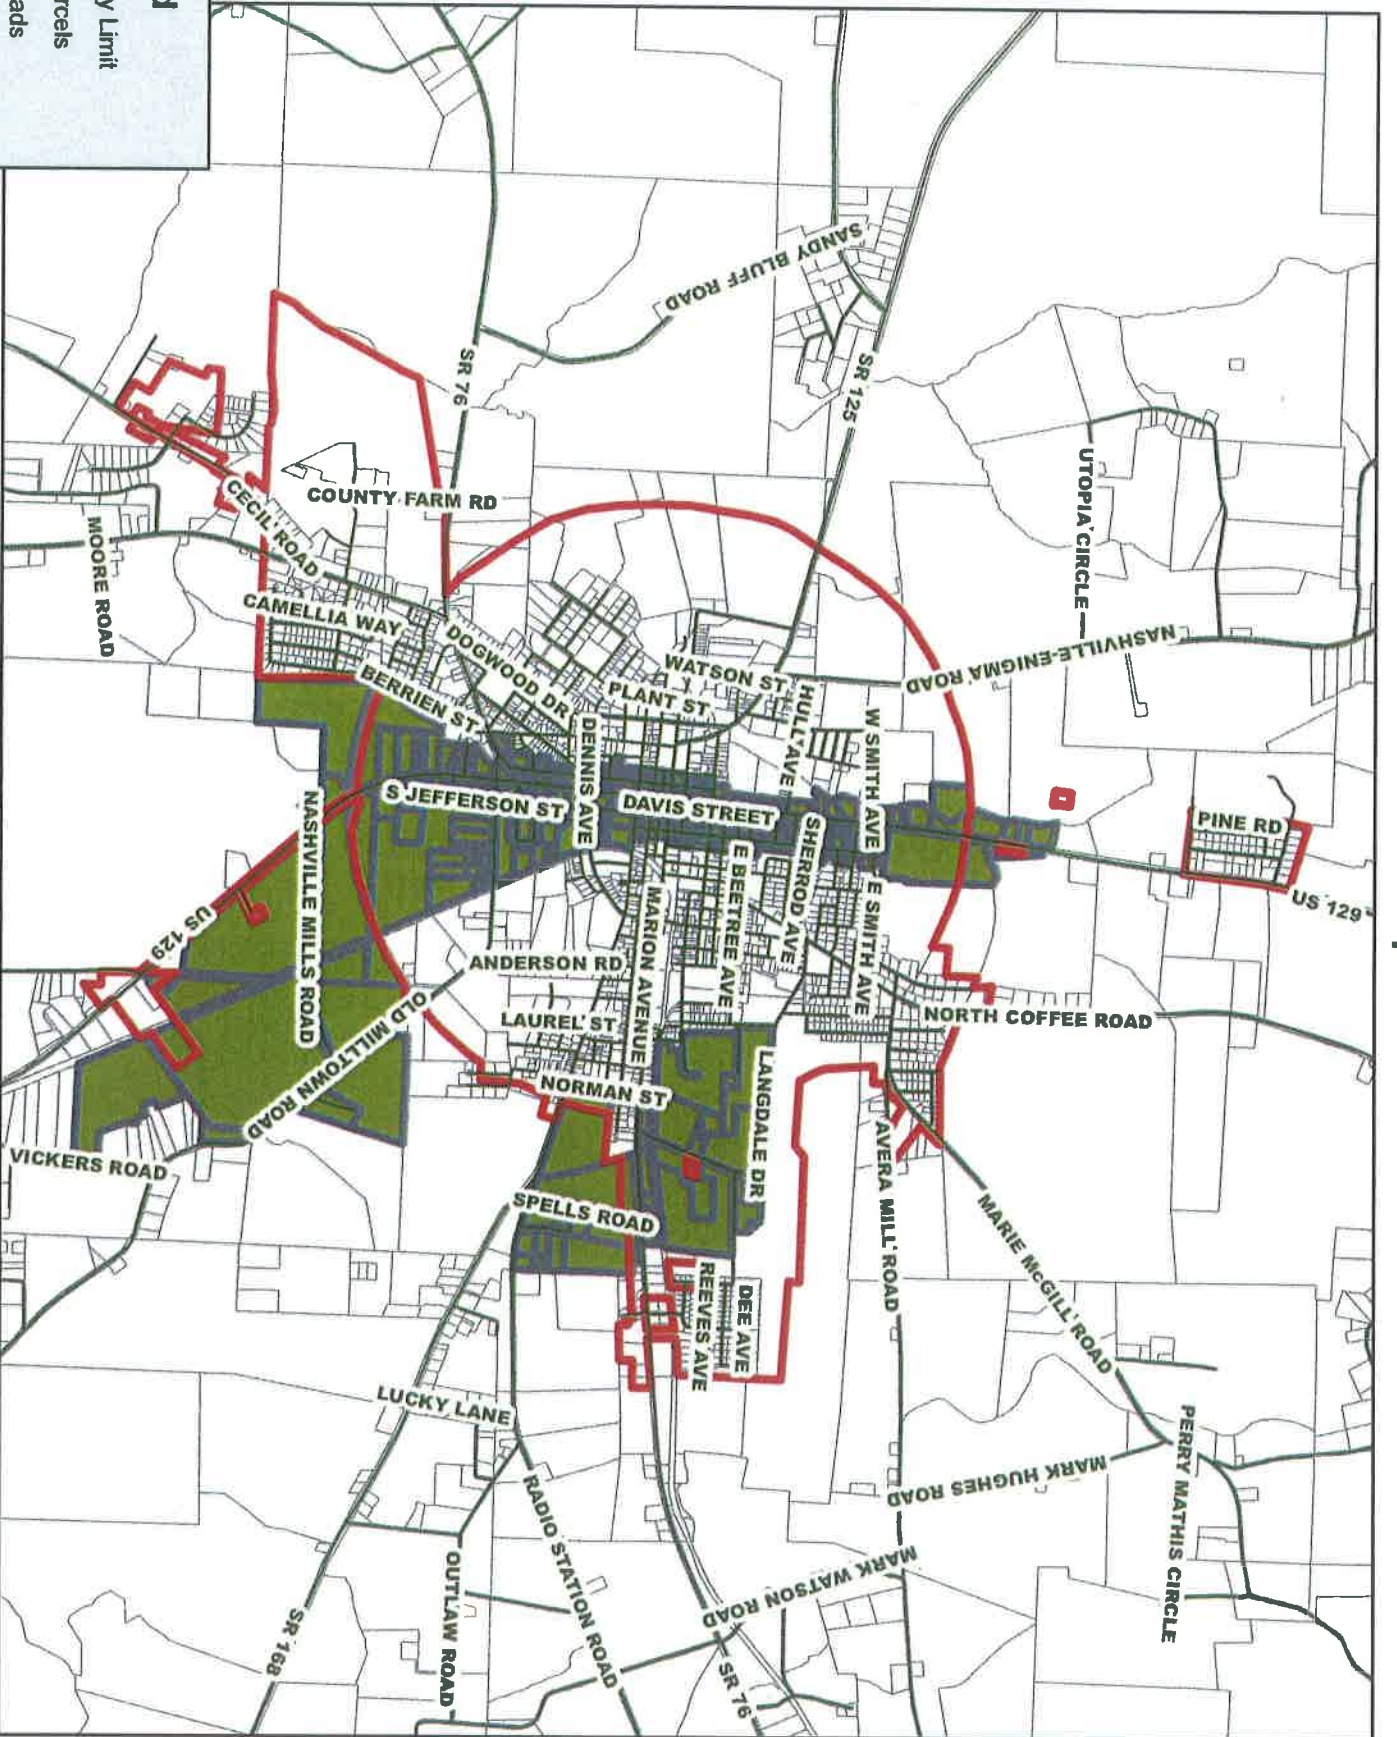 y Limit
rcels
ads
SR 76
SANDY BLUFF ROAD
SR 125
UTOPIA CIRCLE
NASHVILLE-ENIGMA ROAD
COUNTY FARM RD
CECIL ROAD
MOORE ROAD
CAMELLIA WAY
DOGWOOD DR
BERRIEN ST
WATSON ST
PLANT ST
HULL AVE
W SMITH AVE
DENNIS AVE
S JEFFERSON ST
DAVIS STREET
SHERROD AVE
E BEETREE AVE
E SMITH AVE
PINE RD
US 129
NASHVILLE MILLS ROAD
US 129
MARION AVENUE
ANDERSON RD
LAUREL ST
OLD MILLTOWN ROAD
NORTH COFFEE ROAD
NORMAN ST
LANGDALE DR
VICKERS ROAD
SPELLS ROAD
AVERA MILL ROAD
MARIE McGILL ROAD
REEVES AVE
DEE AVE
LUCKY LANE
PERRY MATHIS CIRCLE
MARK HUGHES ROAD
RADIO STATION ROAD
MARK WATSON ROAD
OUTLAW ROAD
SR 168
SR 76